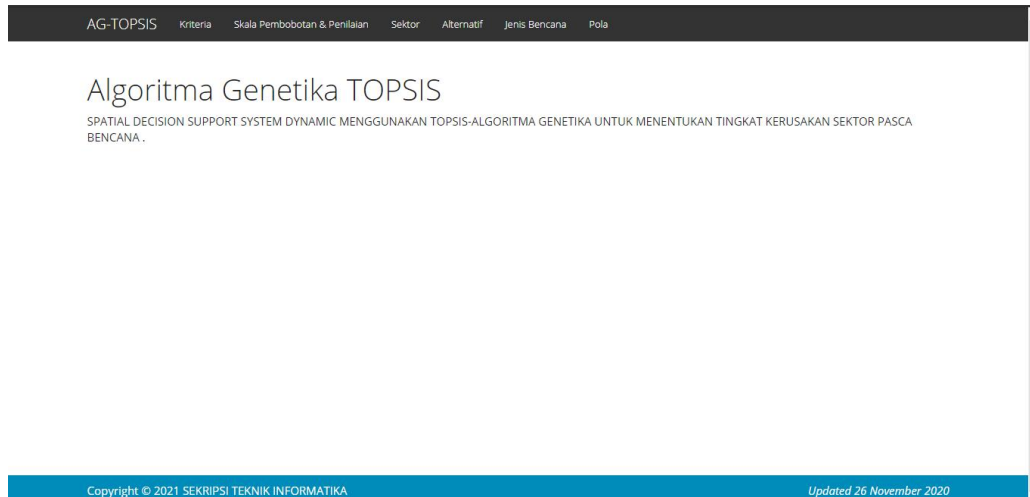 AG-TOPSIS Kriteria Skala Pembobotan & Penilaian Sektor Alternatif Jenis Bencana Pola
Algoritma Genetika TOPSIS
SPATIAL DECISION SUPPORT SYSTEM DYNAMIC MENGGUNAKAN TOPSIS-ALGORITMA GENETIKA UNTUK MENENTUKAN TINGKAT KERUSAKAN SEKTOR PASCA
BENCANA .
Copyright © 2021 SEKRIPSI TEKNIK INFORMATIKA Updated 26 November 2020